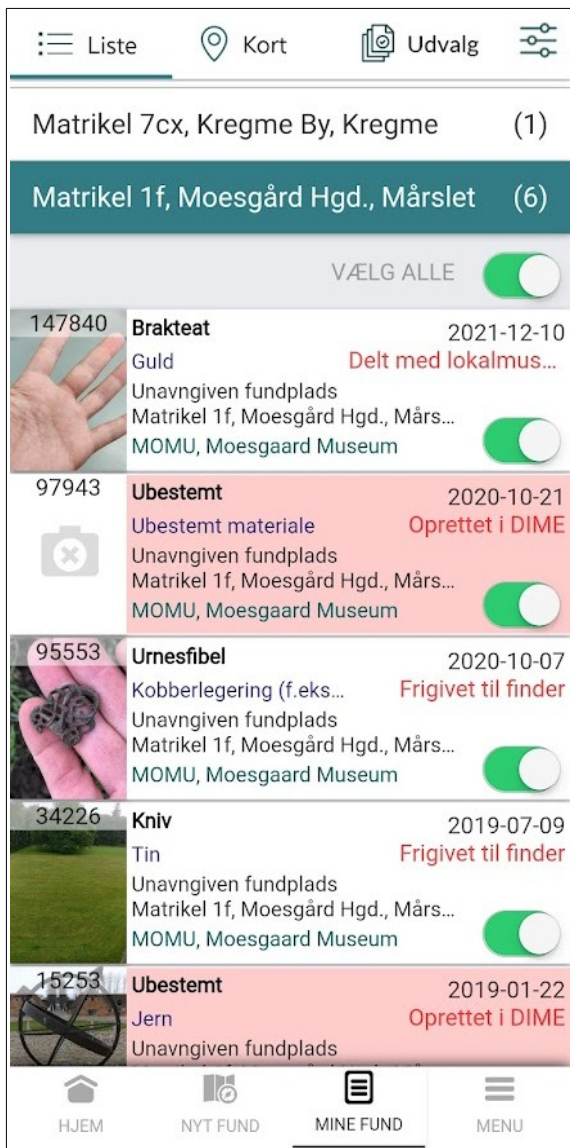 Liste Kort Udvalg
Matrikel 7cx, Kregme By, Kregme (1)
Matrikel 1f, Moesgård Hgd., Mårslet (6)
VÆLG ALLE
147840 Brakteat 2021-12-10
Guld Delt med lokalmus...
Unavngiven fundplads
Matrikel 1f, Moesgård Hgd., Mårs...
MOMU, Moesgaard Museum
97943 Ubestemt 2020-10-21
Ubestemt materiale Oprettet i DIME
Unavngiven fundplads
Matrikel 1f, Moesgård Hgd., Mårs...
MOMU, Moesgaard Museum
95553 Urnesfibel 2020-10-07
Kobberlegering (f.eks... Frigivet til finder
Unavngiven fundplads
Matrikel 1f, Moesgård Hgd., Mårs...
MOMU, Moesgaard Museum
34226 Kniv 2019-07-09
Tin Frigivet til finder
Unavngiven fundplads
Matrikel 1f, Moesgård Hgd., Mårs...
MOMU, Moesgaard Museum
15253 Ubestemt 2019-01-22
Jern Oprettet i DIME
Unavngiven fundplads
HJEM NYT FUND MINE FUND MENU